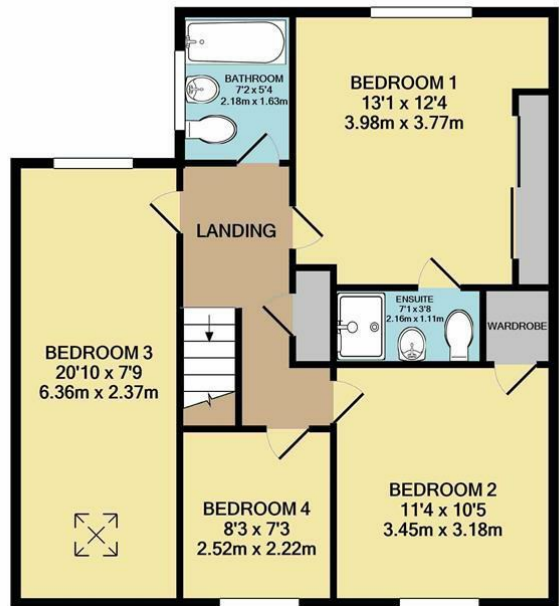 BATHROOM
7'2 x 5'4
2.18m x 1.63m
BEDROOM 1
13'1 x 12'4
3.98m x 3.77m
LANDING
ENSUITE
7'1 x 3'8
2.16m x 1.11m
WARDROBE
BEDROOM 3
20'10 x 7'9
6.36m x 2.37m
BEDROOM 4
8'3 x 7'3
2.52m x 2.22m
BEDROOM 2
11'4 x 10'5
3.45m x 3.18m